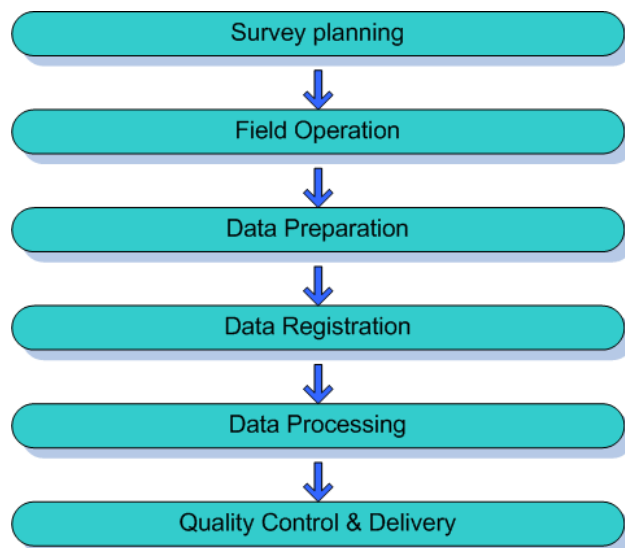 Survey planning
Field Operation
Data Preparation
Data Registration
Data Processing
Quality Control & Delivery